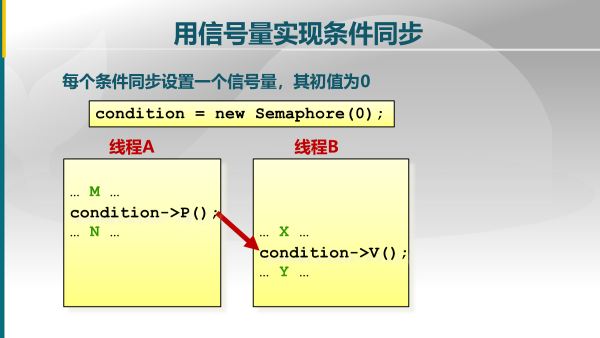 用信号量实现条件同步
每个条件同步设置一个信号量，其初值为0
condition = new Semaphore(0);
线程A
… M …
condition->P();
… N …
线程B
… X …
condition->V();
… Y …